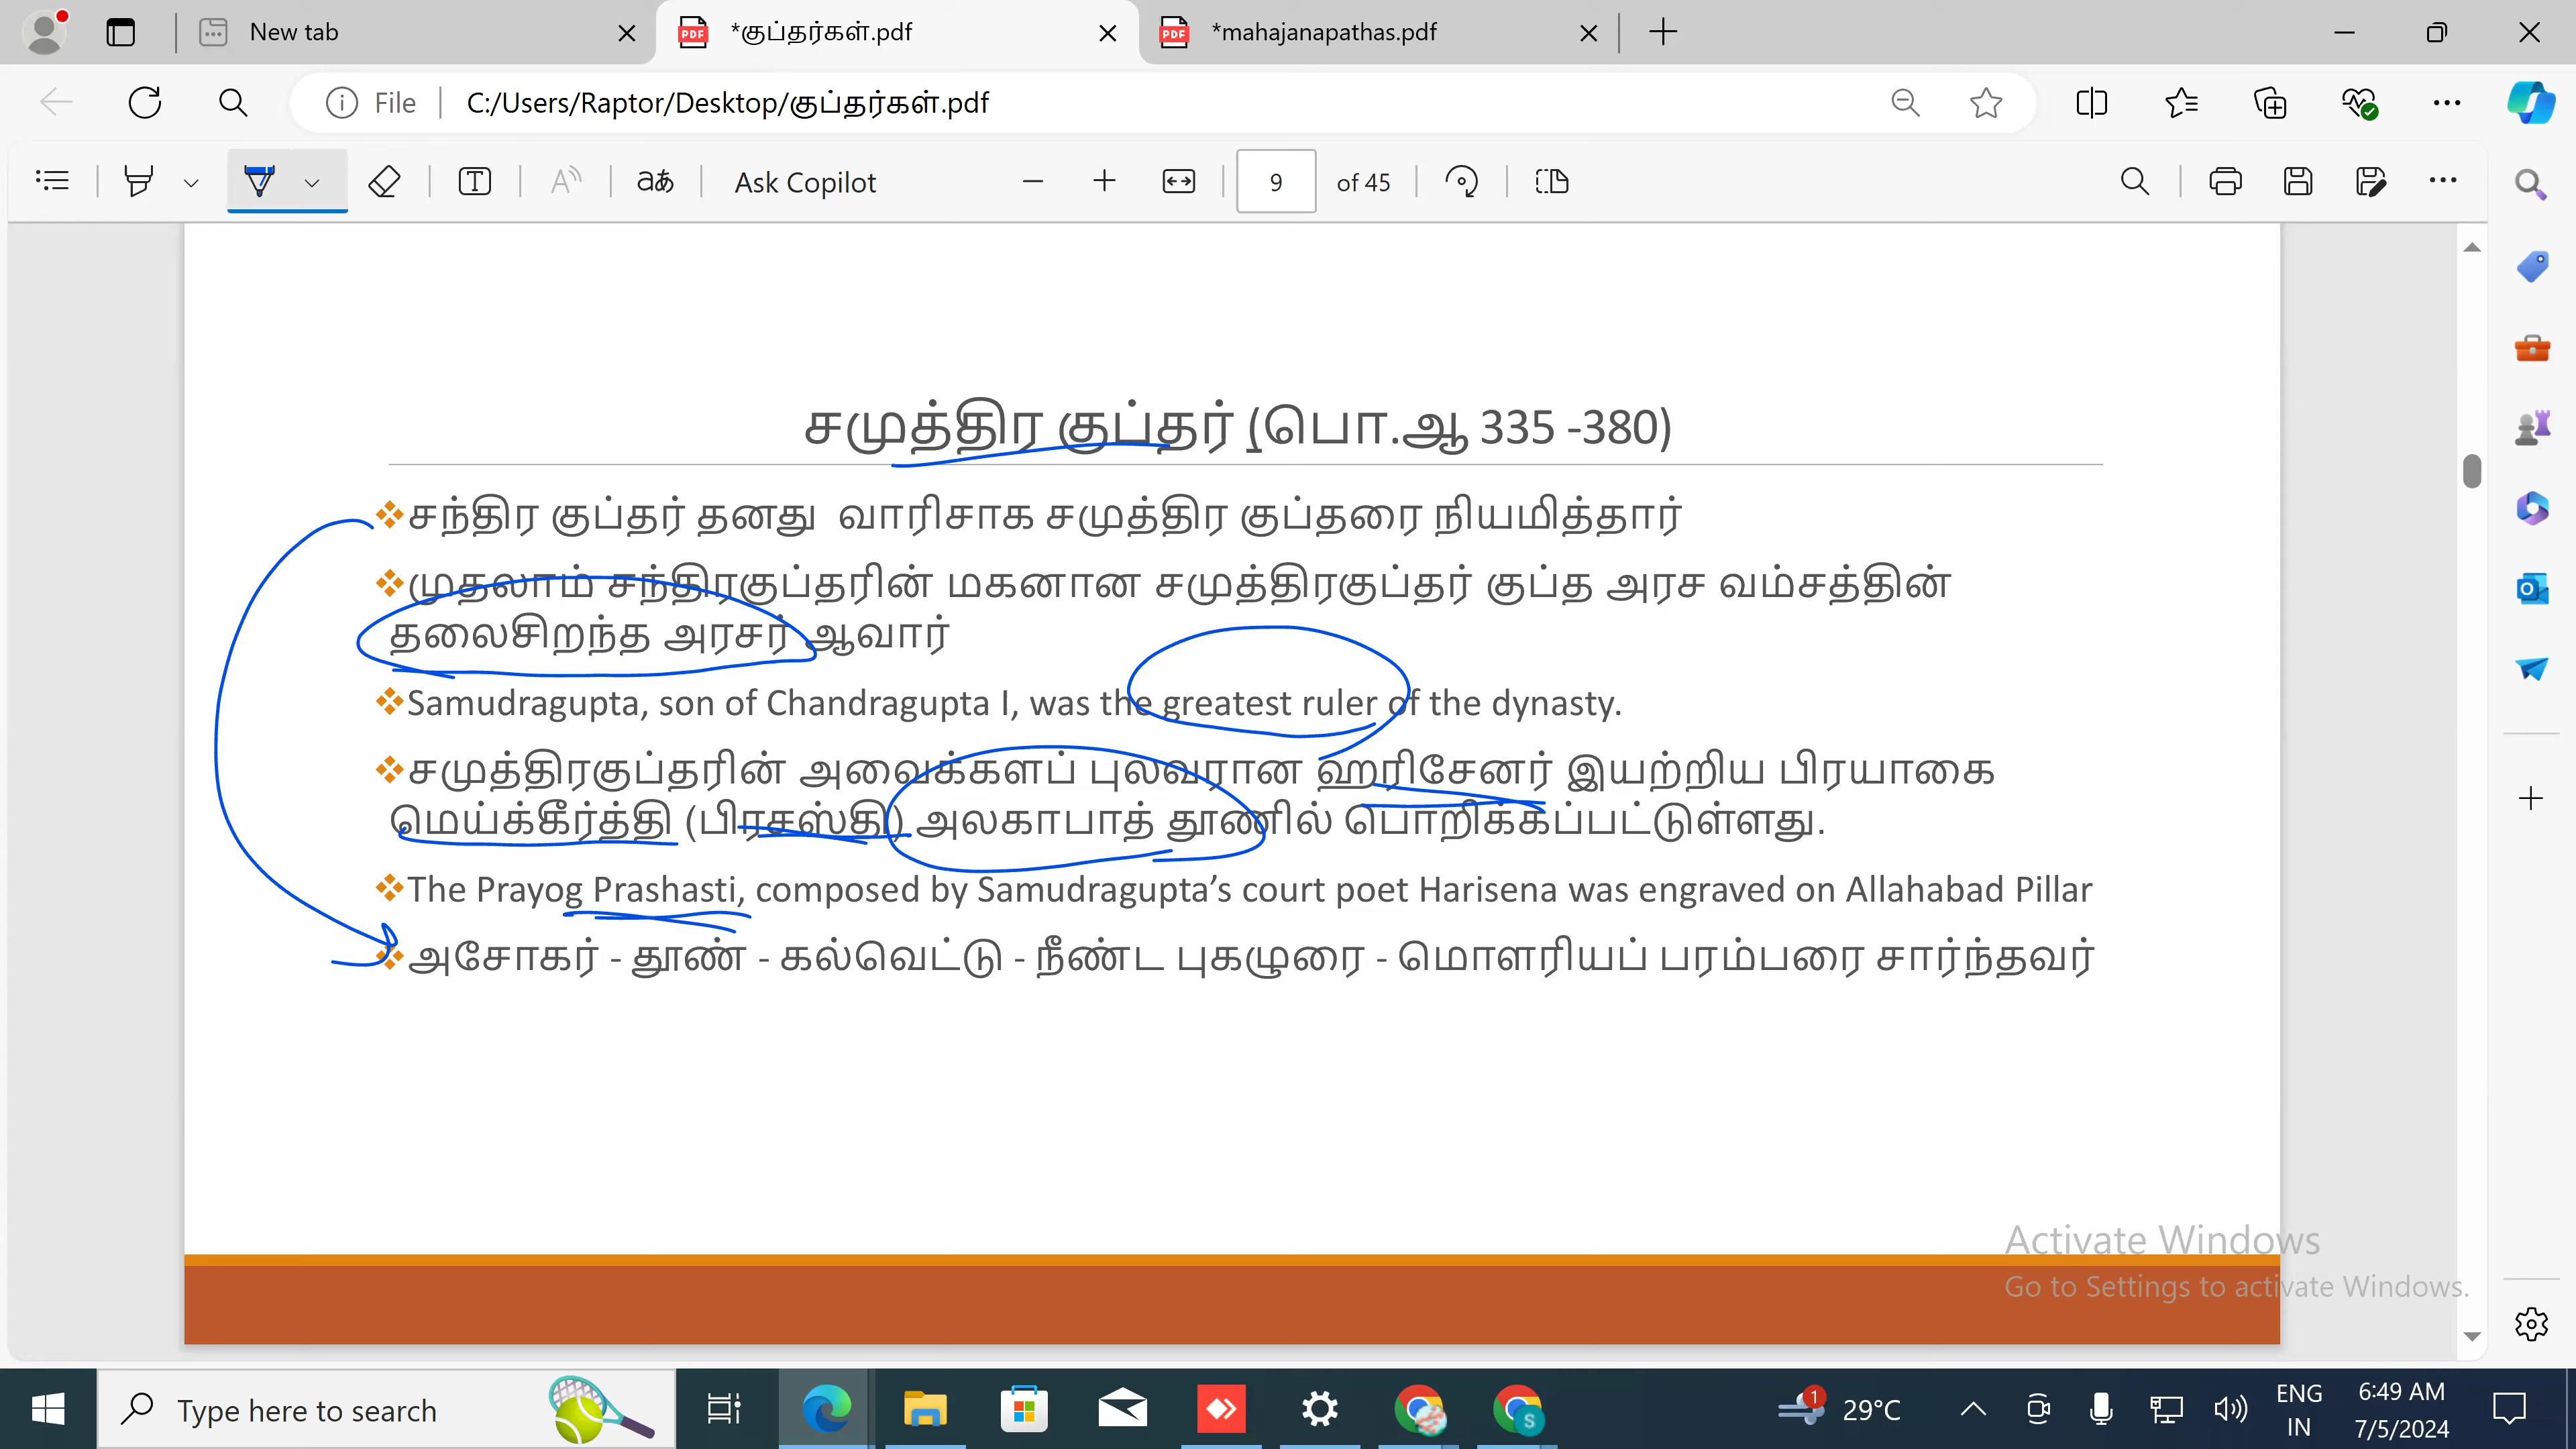 New tab
*குப்தர்கள்.pdf
*mahajanapathas.pdf
File
C:/Users/Raptor/Desktop/குப்தர்கள்.pdf
Ask Copilot
9 of 45
சமுத்திர குப்தர் (பொ.ஆ 335 -380)
சந்திர குப்தர் தனது வாரிசாக சமுத்திர குப்தரை நியமித்தார்
முதலாம் சந்திரகுப்தரின் மகனான சமுத்திரகுப்தர் குப்த அரச வம்சத்தின்
தலைசிறந்த அரசர் ஆவார்
Samudragupta, son of Chandragupta I, was the greatest ruler of the dynasty.
சமுத்திரகுப்தரின் அவைக்களப் புலவரான ஹரிசேனர் இயற்றிய பிரயாகை
மெய்க்கீர்த்தி (பிரசஸ்தி) அலகாபாத் தூணில் பொறிக்கப்பட்டுள்ளது.
The Prayog Prashasti, composed by Samudragupta’s court poet Harisena was engraved on Allahabad Pillar
அசோகர் - தூண் - கல்வெட்டு - நீண்ட புகழுரை - மௌரியப் பரம்பரை சார்ந்தவர்
Activate Windows
Go to Settings to activate Windows.
Type here to search
1
29°C
ENG
IN
6:49 AM
7/5/2024